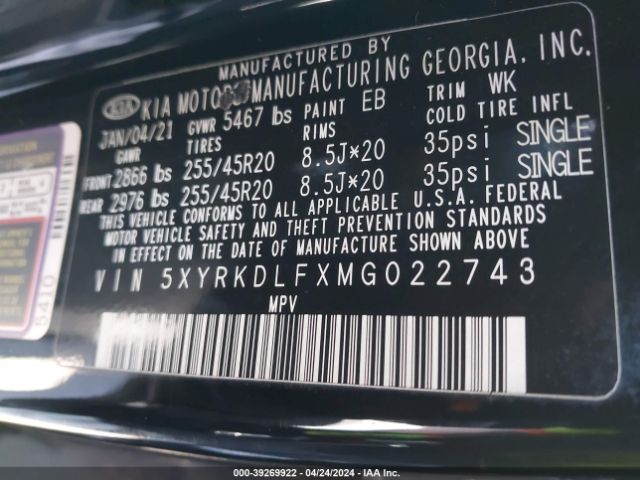 MANUFACTURED BY
KIA MOTORS MANUFACTURING GEORGIA, INC.
JAN/04/21 GVWR 5467 lbs PAINT EB TRIM WK
GAWR TIRES RIMS COLD TIRE INFL
FRONT 2866 lbs 255/45R20 8.5J*20 35psi SINGLE
REAR 2976 lbs 255/45R20 8.5J*20 35psi SINGLE
THIS VEHICLE CONFORMS TO ALL APPLICABLE U.S.A. FEDERAL
MOTOR VEHICLE SAFETY AND THEFT PREVENTION STANDARDS
IN EFFECT ON THE DATE OF MANUFACTURE SHOWN ABOVE.
VIN 5XYRKDLFXMG022743
MPV
000-39269922 - 04/24/2024 - IAA Inc.